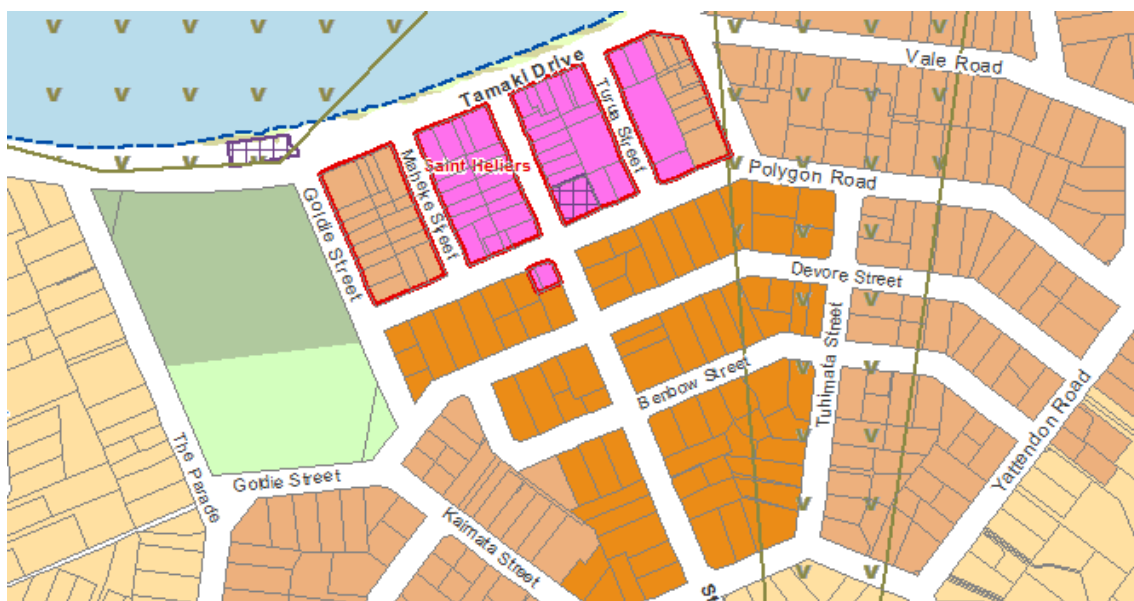 Vale Road
Tamaki Drive
Turua Street
Saint Heliers
Maheke Street
Polygon Road
Goldie Street
Devore Street
Tuhimata Street
Benbow Street
Yattendon Road
The Parade
Goldie Street
Kaimata Street
St
v v v v v v v v v v v v v v v v v v v v v v v v v v v v v v v